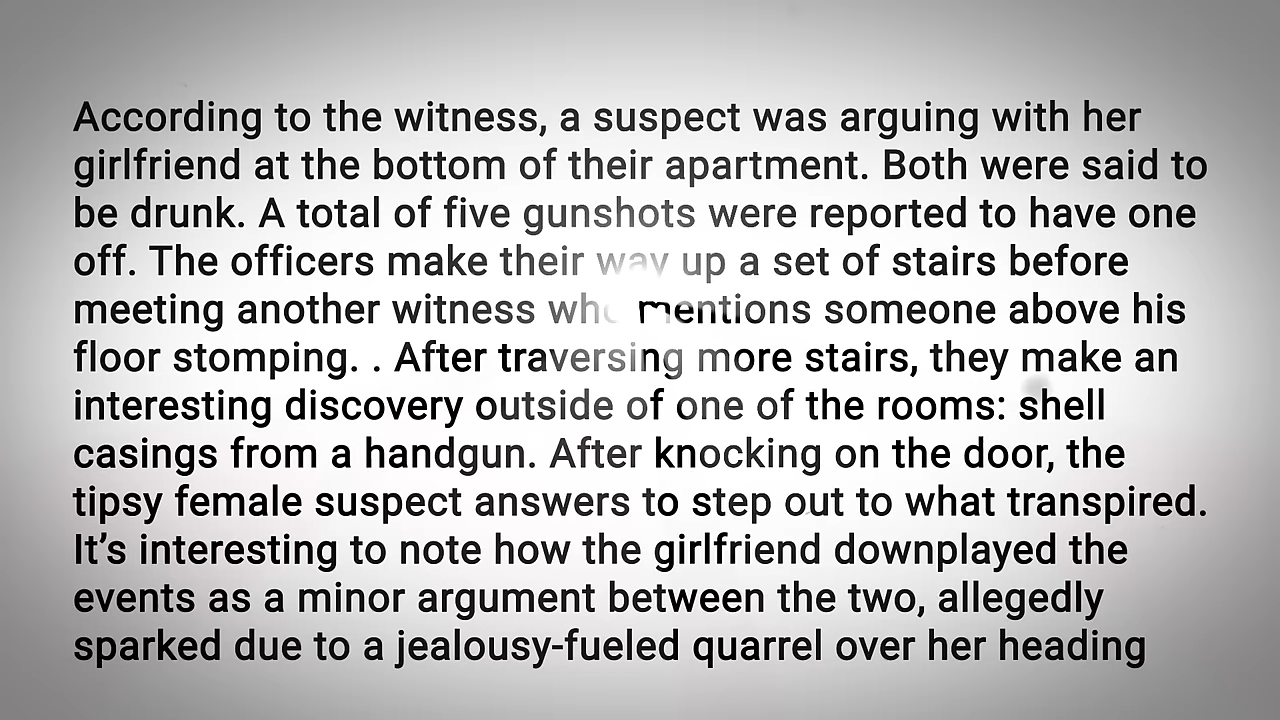 According to the witness, a suspect was arguing with her
girlfriend at the bottom of their apartment. Both were said to
be drunk. A total of five gunshots were reported to have one
off. The officers make their way up a set of stairs before
meeting another witness who mentions someone above his
floor stomping. . After traversing more stairs, they make an
interesting discovery outside of one of the rooms: shell
casings from a handgun. After knocking on the door, the
tipsy female suspect answers to step out to what transpired.
It’s interesting to note how the girlfriend downplayed the
events as a minor argument between the two, allegedly
sparked due to a jealousy-fueled quarrel over her heading